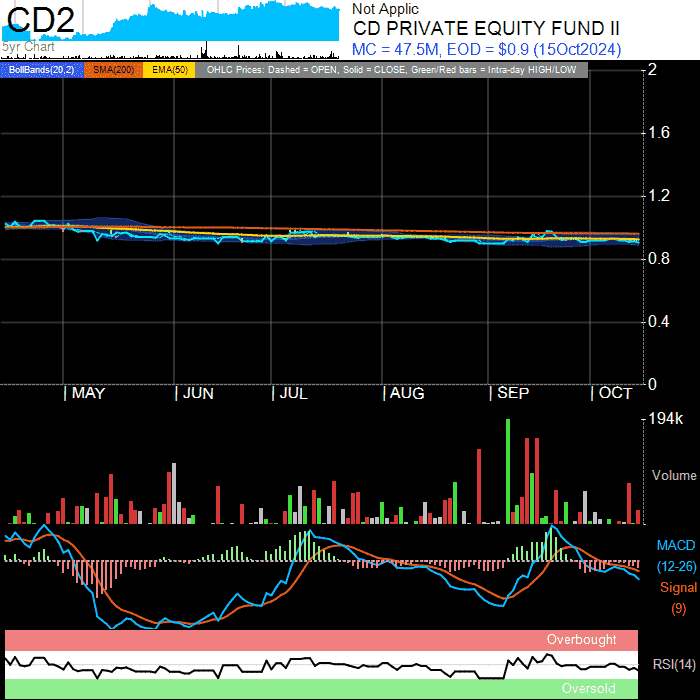 CD2
Not Applic
CD PRIVATE EQUITY FUND II
5yr Chart
MC = 47.5M, EOD = $0.9 (15Oct2024)
BollBands(20,2) SMA(200) EMA(50) OHLC Prices: Dashed = OPEN, Solid = CLOSE, Green/Red bars = Intra-day HIGH/LOW
2
1.6
1.2
0.8
0.4
0
MAY JUN JUL AUG SEP OCT
194k
Volume
MACD
(12-26)
Signal
(9)
Overbought
RSI(14)
Oversold